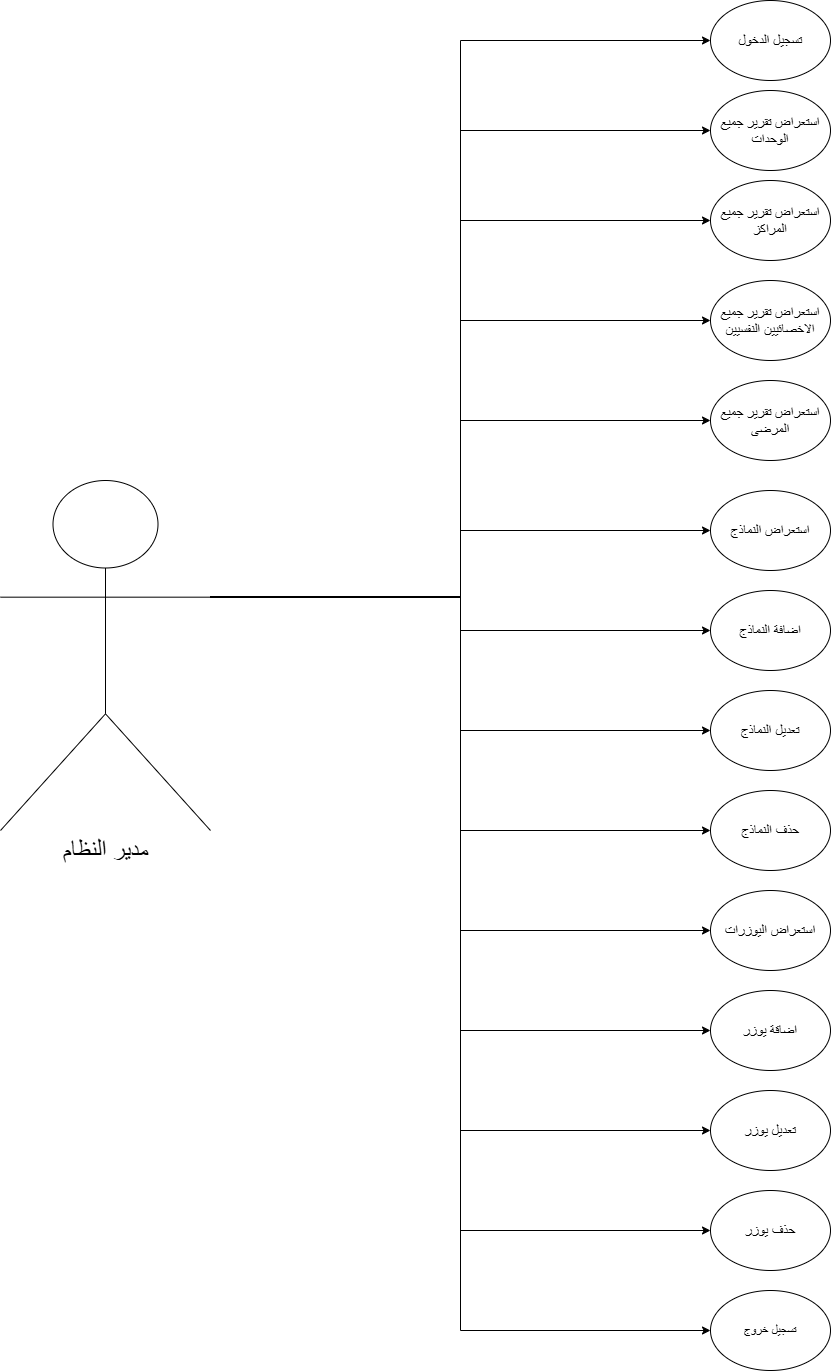 تسجيل الدخول
استعراض تقرير جميع
الوحدات
استعراض تقرير جميع
المراكز
استعراض تقرير جميع
الاخصائيين النفسيين
استعراض تقرير جميع
المرضى
استعراض النماذج
اضافة النماذج
تعديل النماذج
حذف النماذج
مدير النظام
استعراض اليوزرات
اضافة يوزر
تعديل يوزر
حذف يوزر
تسجيل خروج